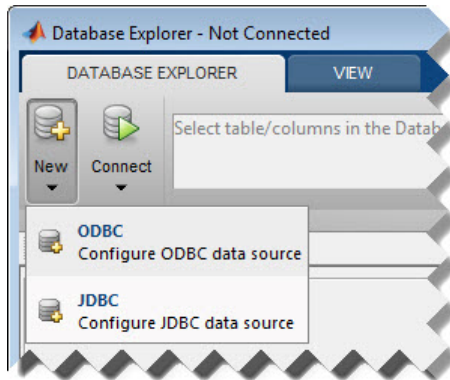 Database Explorer - Not Connected
DATABASE EXPLORER VIEW
Select table/columns in the Datab
New Connect
ODBC
Configure ODBC data source
JDBC
Configure JDBC data source